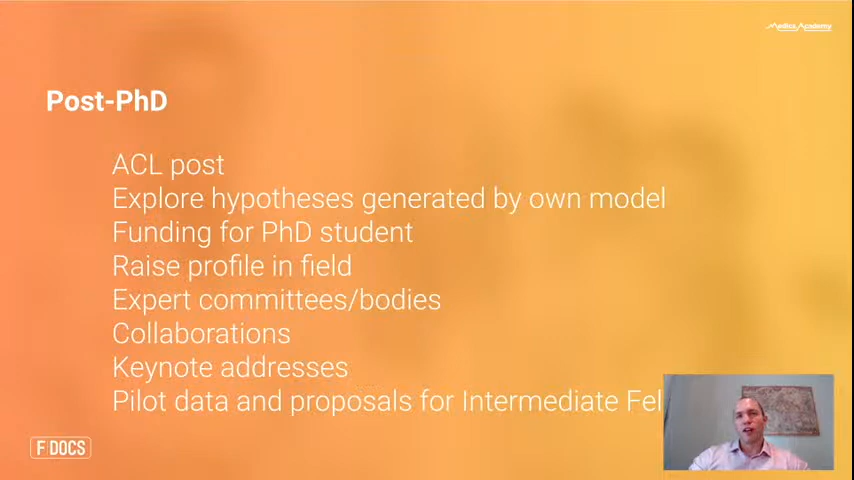 Medics Academy
Post-PhD
ACL post
Explore hypotheses generated by own model
Funding for PhD student
Raise profile in field
Expert committees/bodies
Collaborations
Keynote addresses
Pilot data and proposals for Intermediate Fel
F|DOCS